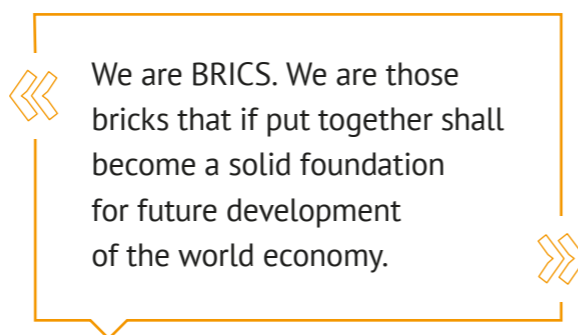 We are BRICS. We are those
bricks that if put together shall
become a solid foundation
for future development
of the world economy.